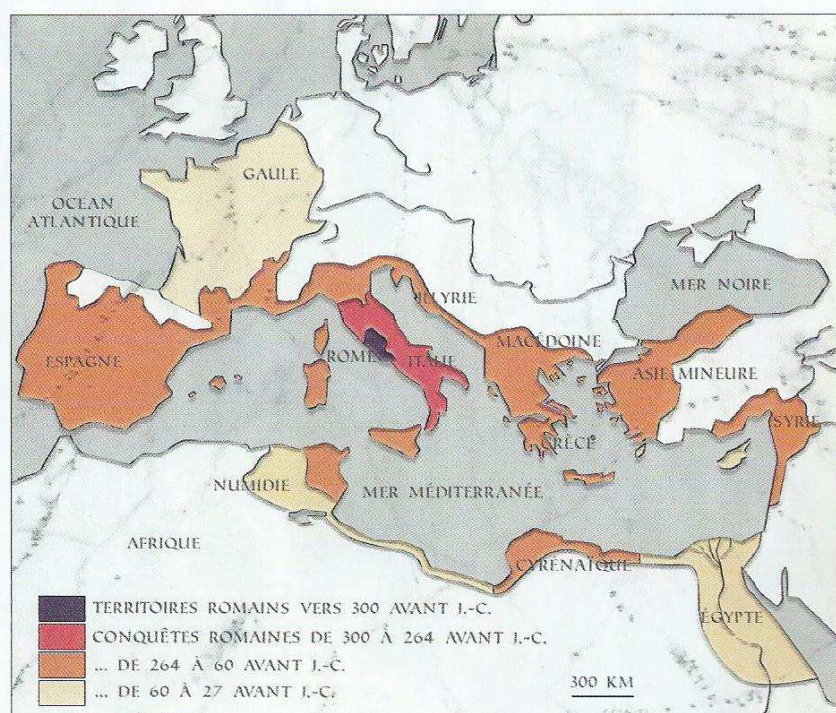 GAULE
OCEAN
ATLANTIQUE
MER NOIRE
ILLYRIE
MACÉDOINE
ESPAGNE
ROME
ITALIE
ASIE MINEURE
SYRIE
GRÈCE
NUMIDIE
MER MÉDITERRANÉE
AFRIQUE
CYRÉNAÏQUE
ÉGYPTE
TERRITOIRES ROMAINS VERS 300 AVANT J.-C.
CONQUÊTES ROMAINES DE 300 À 264 AVANT J.-C.
... DE 264 À 60 AVANT J.-C.
... DE 60 À 27 AVANT J.-C.
300 KM